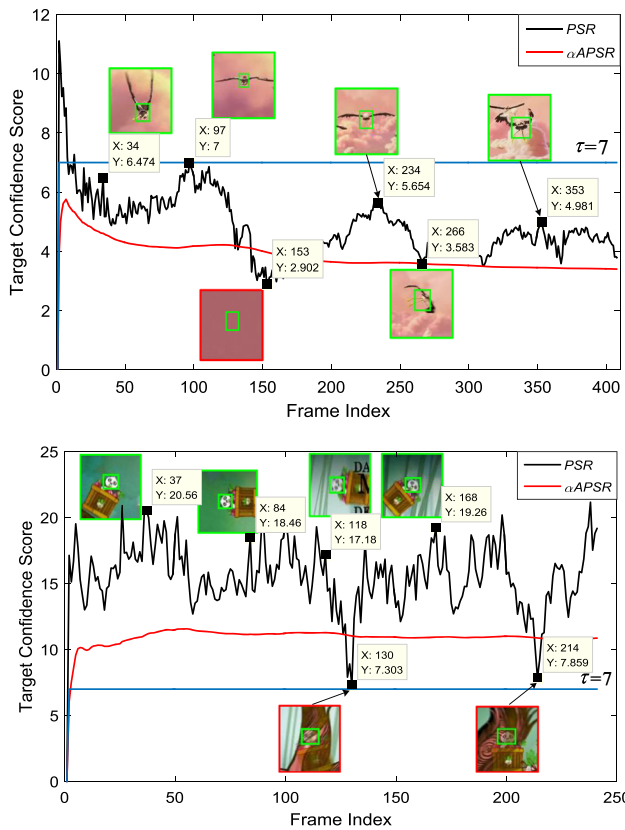 12
10
8
6
4
2
0
0
50
100
150
200
250
300
350
400
Target Confidence Score
Frame Index
PSR
αAPSR
τ=7
X: 34
Y: 6.474
X: 97
Y: 7
X: 153
Y: 2.902
X: 234
Y: 5.654
X: 266
Y: 3.583
X: 353
Y: 4.981
25
20
15
10
5
0
0
50
100
150
200
250
Target Confidence Score
Frame Index
PSR
αAPSR
τ=7
X: 37
Y: 20.56
X: 84
Y: 18.46
DA
X: 118
Y: 17.18
X: 168
Y: 19.26
X: 130
Y: 7.303
X: 214
Y: 7.859